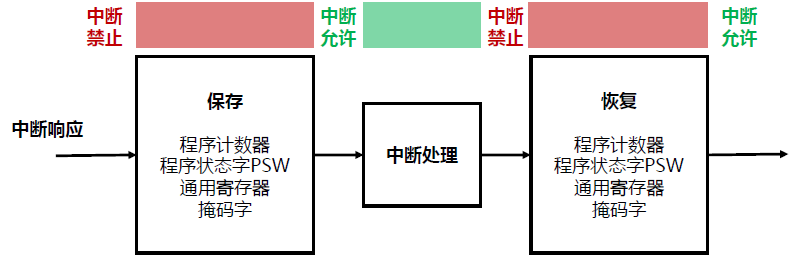 中断
禁止
中断
允许
中断
禁止
中断
允许
中断响应
保存
程序计数器
程序状态字PSW
通用寄存器
掩码字
中断处理
恢复
程序计数器
程序状态字PSW
通用寄存器
掩码字